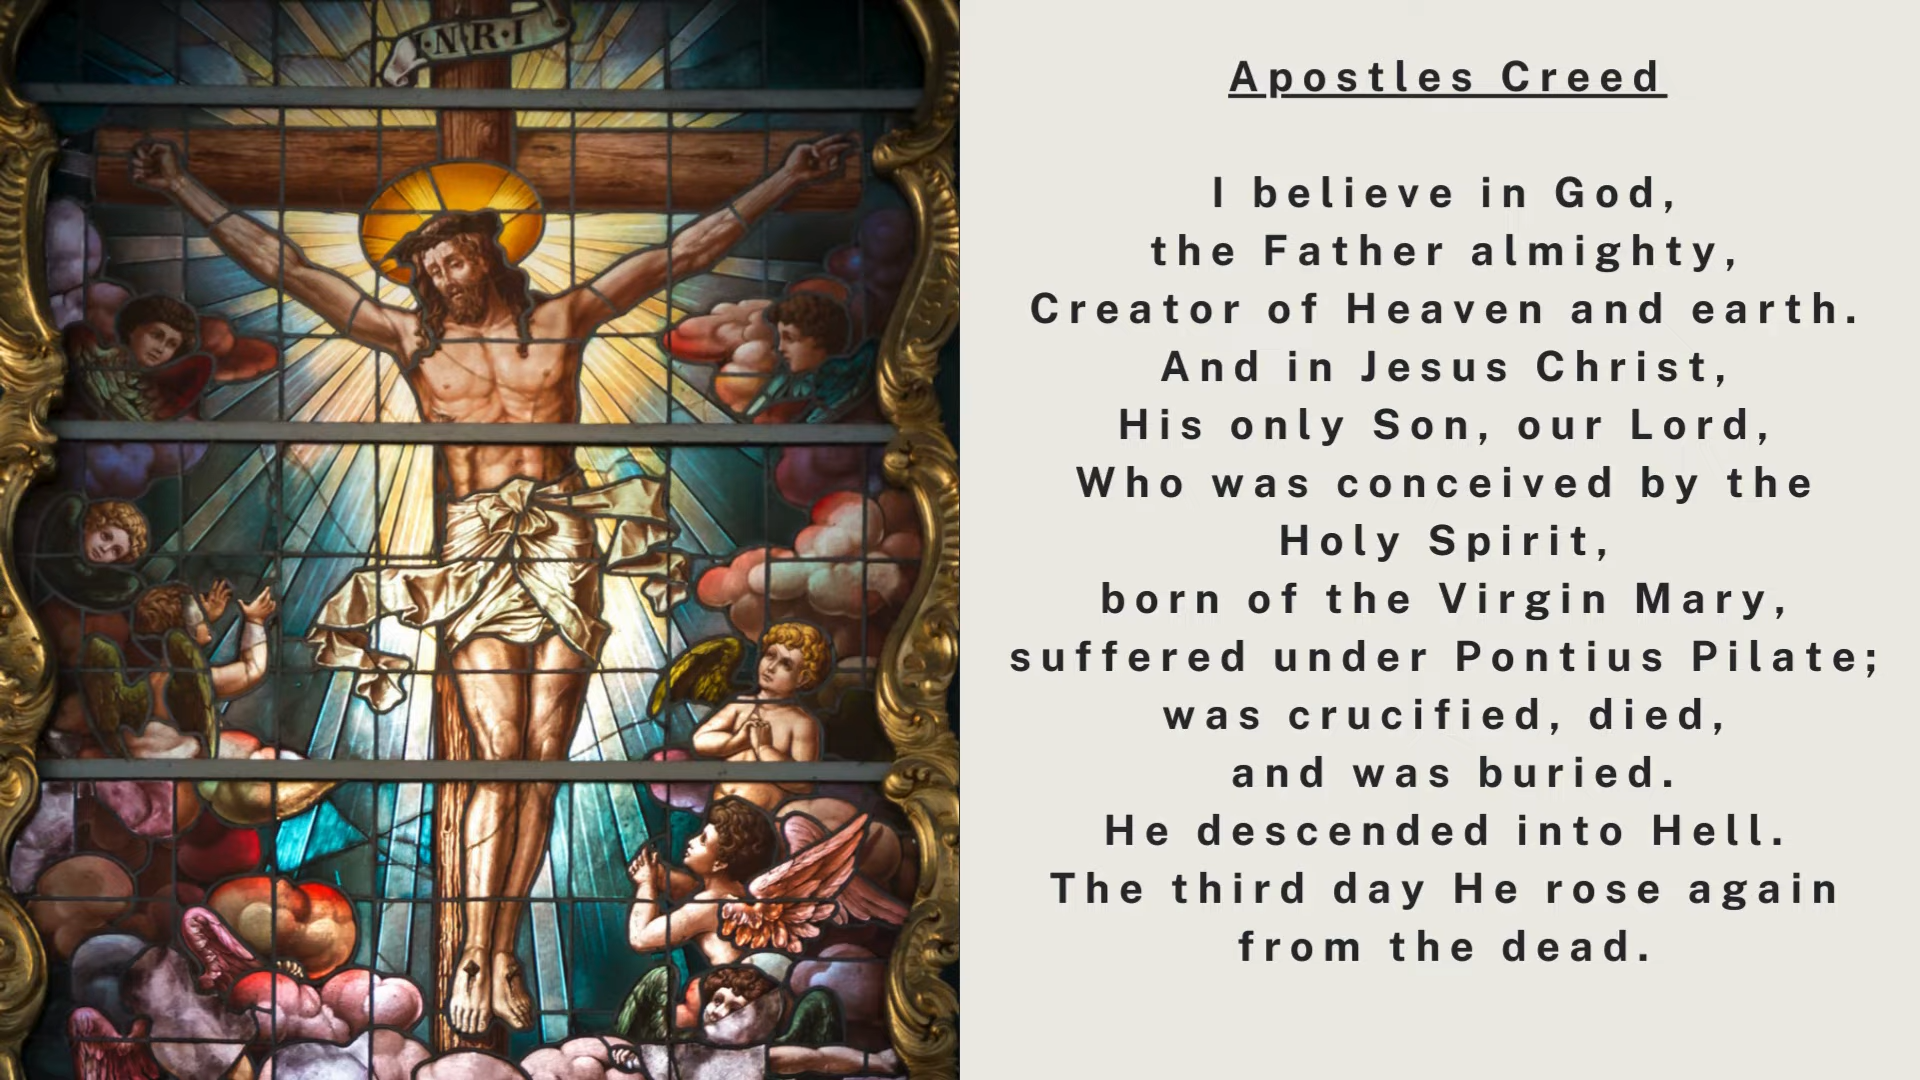 I·N·R·I
Apostles Creed
I believe in God,
the Father almighty,
Creator of Heaven and earth.
And in Jesus Christ,
His only Son, our Lord,
Who was conceived by the
Holy Spirit,
born of the Virgin Mary,
suffered under Pontius Pilate;
was crucified, died,
and was buried.
He descended into Hell.
The third day He rose again
from the dead.